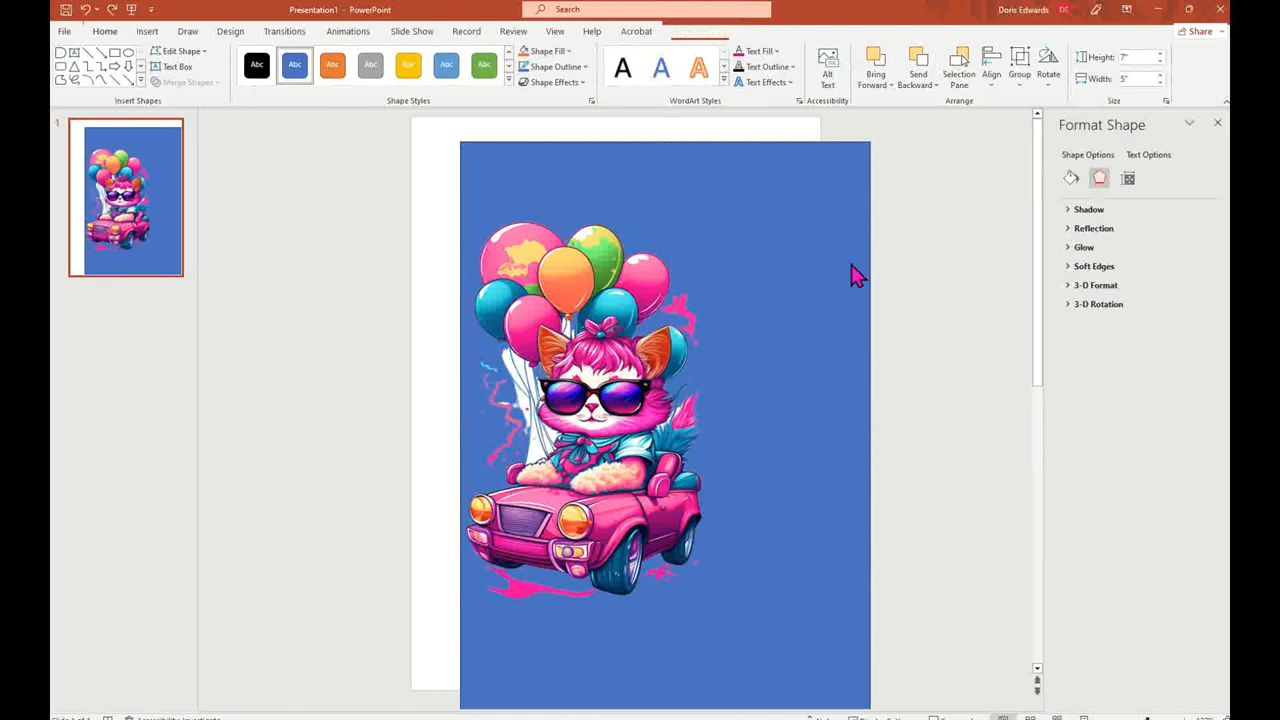 Presentation1 - PowerPoint
Search
Doris Edwards DE
File Home Insert Draw Design Transitions Animations Slide Show Record Review View Help Acrobat
Share
Edit Shape
Text Box
Merge Shapes
Insert Shapes
Abc Abc Abc Abc Abc Abc Abc
Shape Fill
Shape Outline
Shape Effects
Shape Styles
A A A
Text Fill
Text Outline
Text Effects
WordArt Styles
Alt
Text
Accessibility
Bring
Forward
Send
Backward
Selection
Pane
Align
Group
Rotate
Arrange
Height: 7"
Width: 5"
Size
1
Format Shape
Shape Options Text Options
Shadow
Reflection
Glow
Soft Edges
3-D Format
3-D Rotation